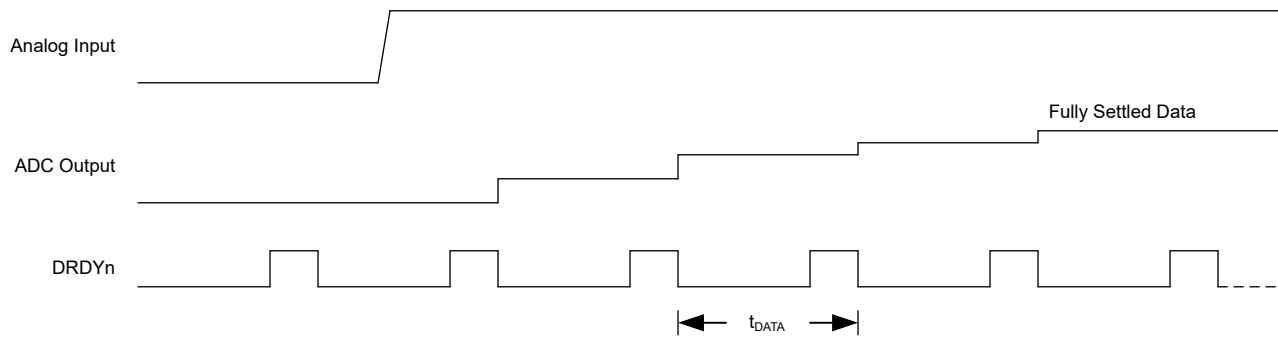 Analog Input
Fully Settled Data
ADC Output
DRDYn
tDATA